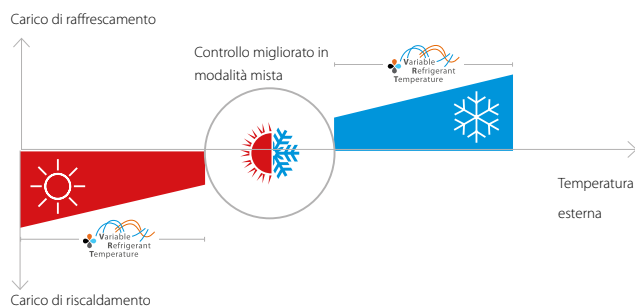 Carico di raffrescamento
Controllo migliorato in
modalità mista
Variable
Refrigerant
Temperature
Temperatura
esterna
Variable
Refrigerant
Temperature
Carico di riscaldamento